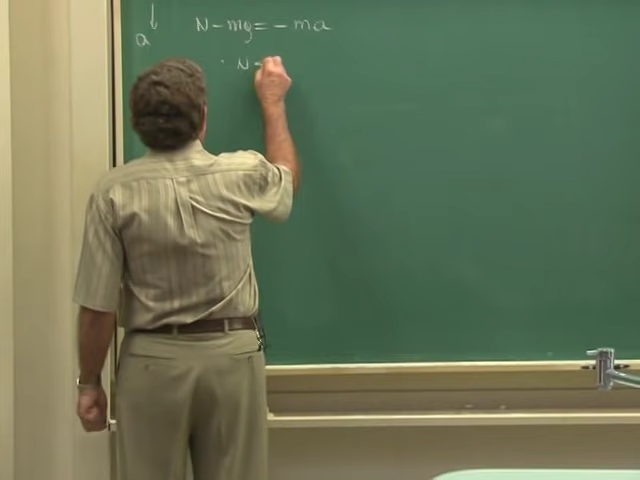 a
N - mg = - ma
N -